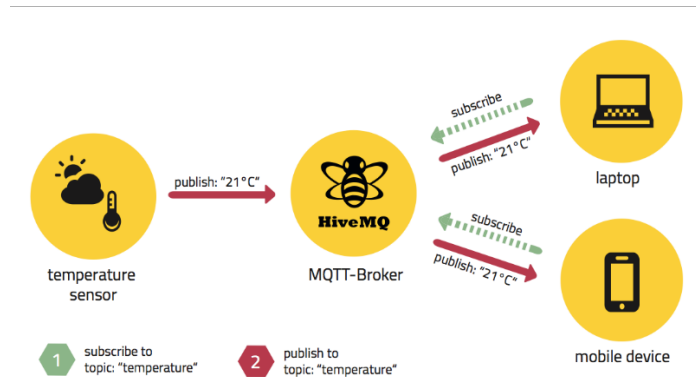 subscribe
publish: "21°C"
laptop
publish: "21°C"
HiveMQ
temperature
sensor
MQTT-Broker
subscribe
publish: "21°C"
mobile device
1
subscribe to
topic: "temperature"
2
publish to
topic: "temperature"